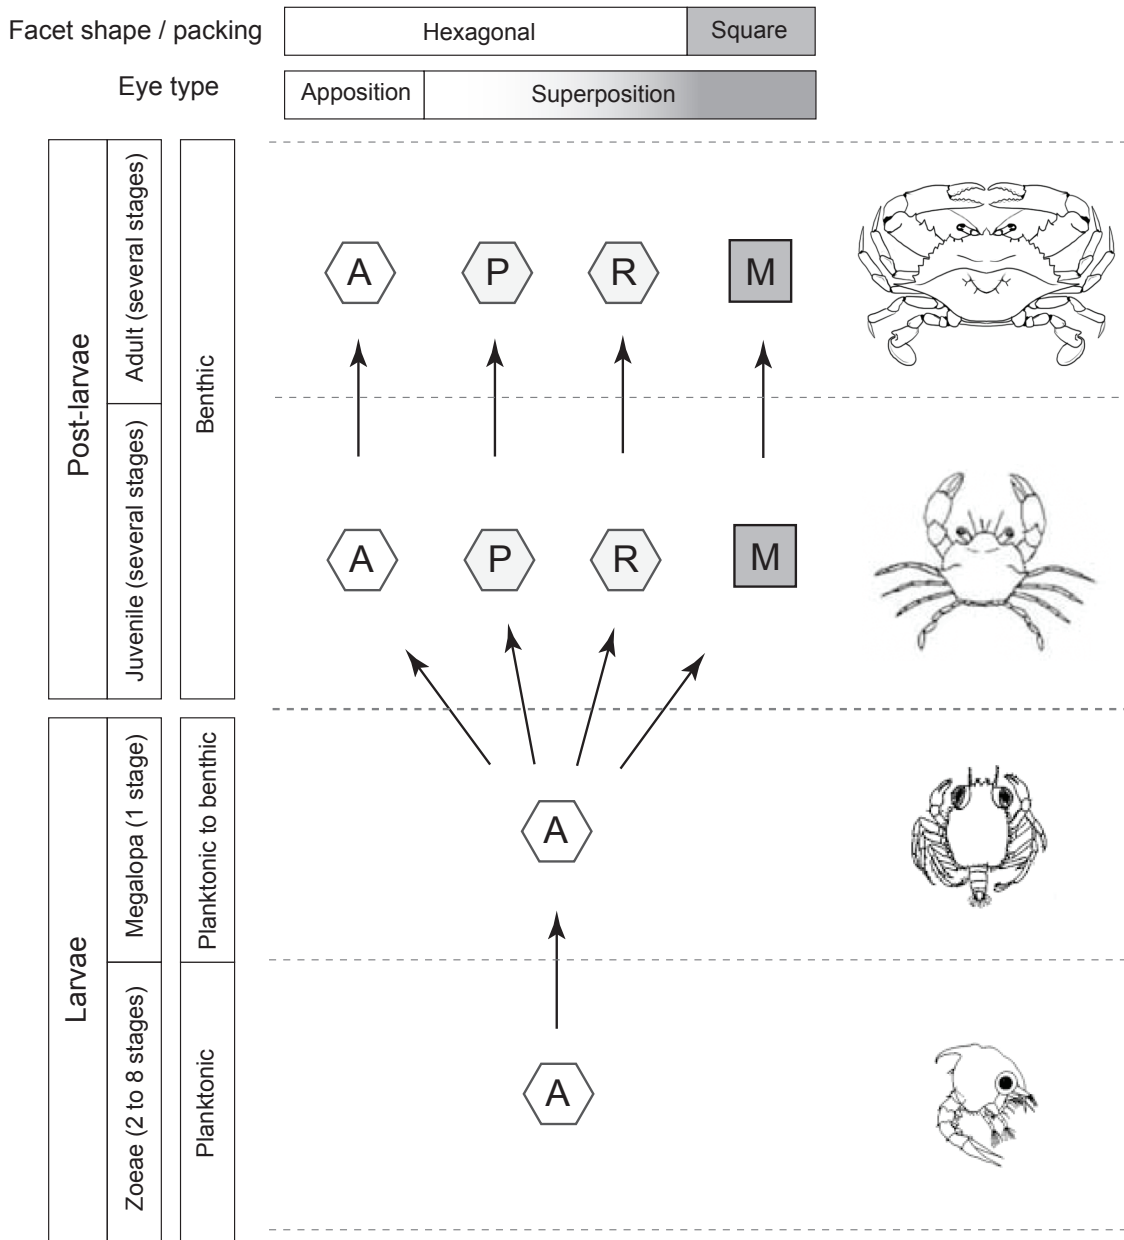 Facet shape / packing
Hexagonal
Square
Eye type
Apposition
Superposition
Post-larvae
Adult (several stages)
Benthic
A
P
R
M
Juvenile (several stages)
A
P
R
M
Larvae
Megalopa (1 stage)
Planktonic to benthic
A
Zoeae (2 to 8 stages)
Planktonic
A